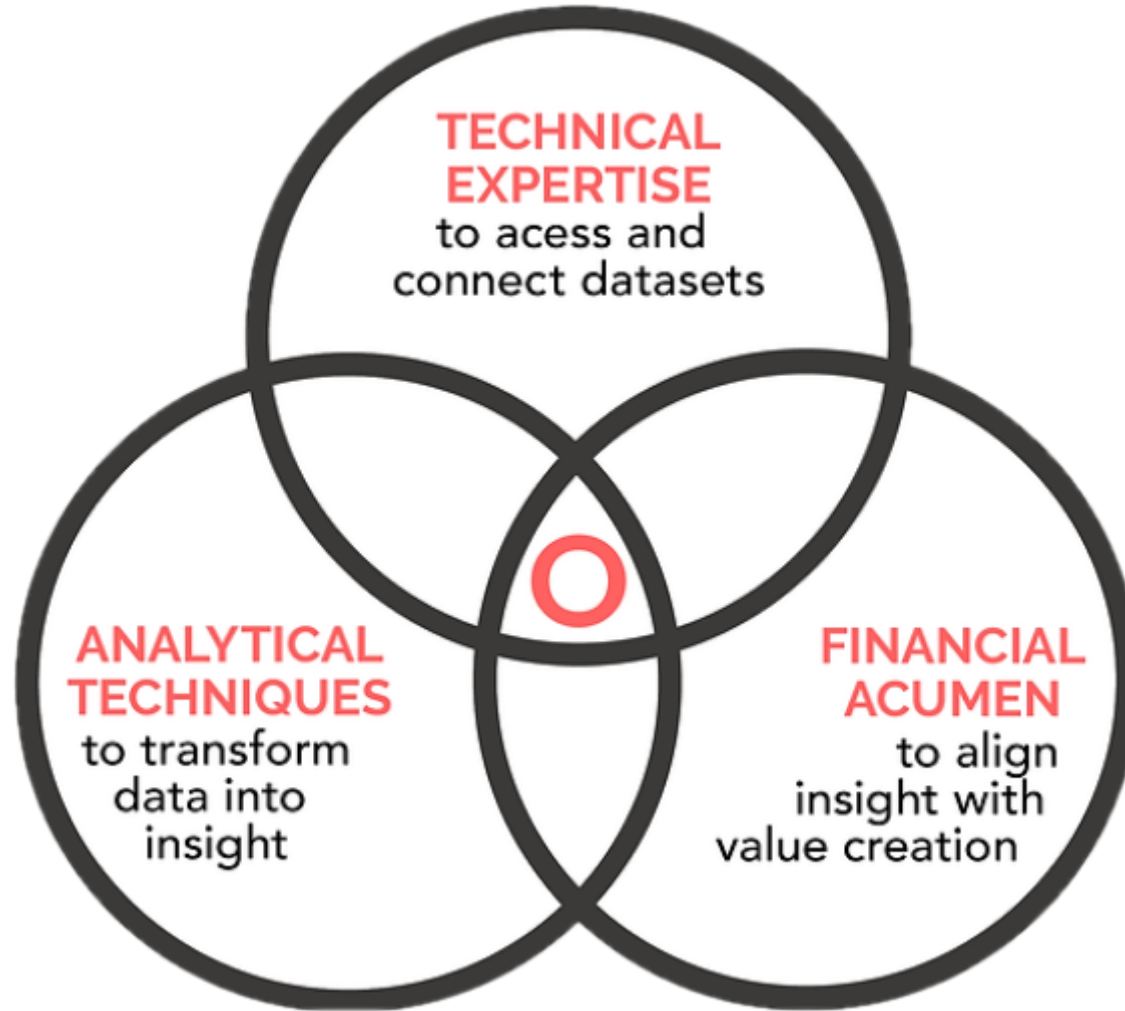 TECHNICAL
EXPERTISE
to acess and
connect datasets
ANALYTICAL
TECHNIQUES
to transform
data into
insight
FINANCIAL
ACUMEN
to align
insight with
value creation